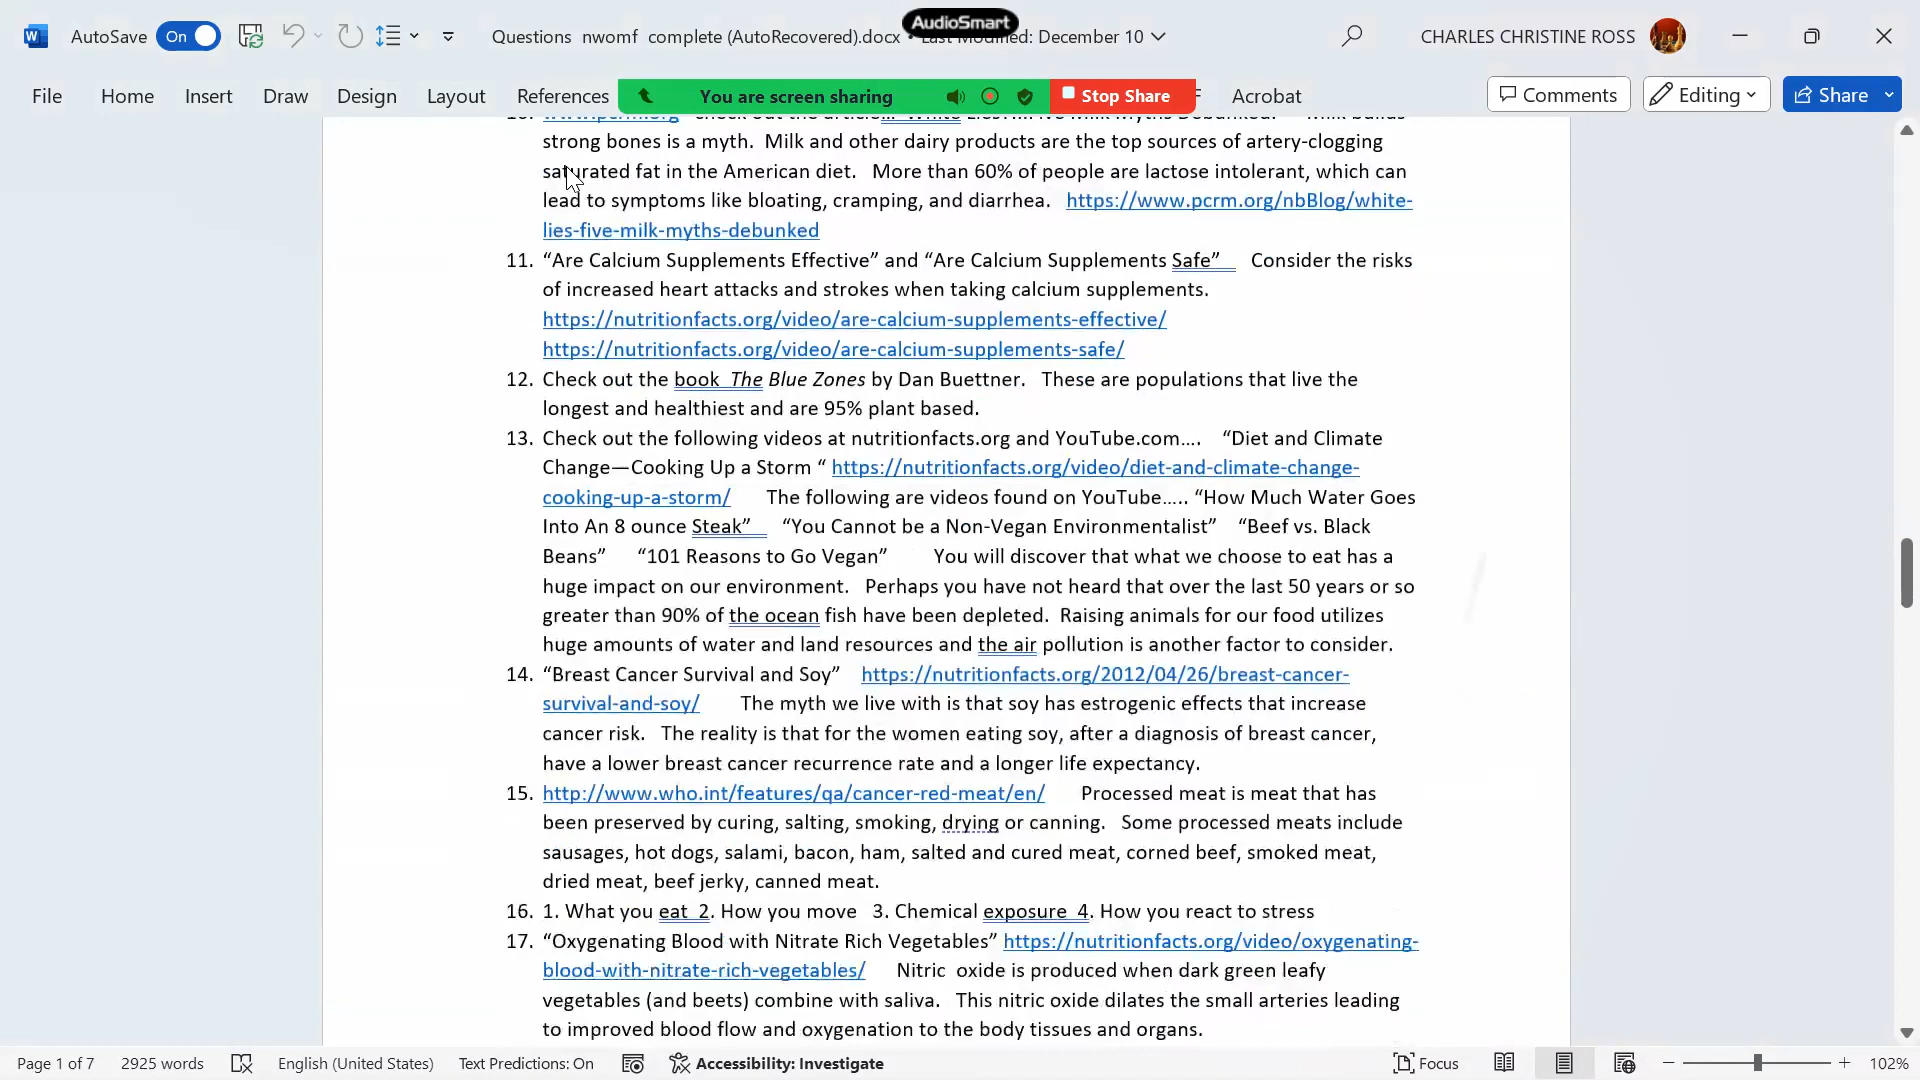 AudioSmart
AutoSave On Questions nwomf complete (AutoRecovered).docx • Last Modified: December 10 CHARLES CHRISTINE ROSS
File Home Insert Draw Design Layout References You are screen sharing Stop Share Acrobat Comments Editing Share
strong bones is a myth. Milk and other dairy products are the top sources of artery-clogging
saturated fat in the American diet. More than 60% of people are lactose intolerant, which can
lead to symptoms like bloating, cramping, and diarrhea. https://www.pcrm.org/nbBlog/white-
lies-five-milk-myths-debunked
11. “Are Calcium Supplements Effective” and “Are Calcium Supplements Safe” Consider the risks
of increased heart attacks and strokes when taking calcium supplements.
https://nutritionfacts.org/video/are-calcium-supplements-effective/
https://nutritionfacts.org/video/are-calcium-supplements-safe/
12. Check out the book The Blue Zones by Dan Buettner. These are populations that live the
longest and healthiest and are 95% plant based.
13. Check out the following videos at nutritionfacts.org and YouTube.com…. “Diet and Climate
Change—Cooking Up a Storm “ https://nutritionfacts.org/video/diet-and-climate-change-
cooking-up-a-storm/ The following are videos found on YouTube….. “How Much Water Goes
Into An 8 ounce Steak” “You Cannot be a Non-Vegan Environmentalist” “Beef vs. Black
Beans” “101 Reasons to Go Vegan” You will discover that what we choose to eat has a
huge impact on our environment. Perhaps you have not heard that over the last 50 years or so
greater than 90% of the ocean fish have been depleted. Raising animals for our food utilizes
huge amounts of water and land resources and the air pollution is another factor to consider.
14. “Breast Cancer Survival and Soy” https://nutritionfacts.org/2012/04/26/breast-cancer-
survival-and-soy/ The myth we live with is that soy has estrogenic effects that increase
cancer risk. The reality is that for the women eating soy, after a diagnosis of breast cancer,
have a lower breast cancer recurrence rate and a longer life expectancy.
15. http://www.who.int/features/qa/cancer-red-meat/en/ Processed meat is meat that has
been preserved by curing, salting, smoking, drying or canning. Some processed meats include
sausages, hot dogs, salami, bacon, ham, salted and cured meat, corned beef, smoked meat,
dried meat, beef jerky, canned meat.
16. 1. What you eat 2. How you move 3. Chemical exposure 4. How you react to stress
17. “Oxygenating Blood with Nitrate Rich Vegetables” https://nutritionfacts.org/video/oxygenating-
blood-with-nitrate-rich-vegetables/ Nitric oxide is produced when dark green leafy
vegetables (and beets) combine with saliva. This nitric oxide dilates the small arteries leading
to improved blood flow and oxygenation to the body tissues and organs.
Page 1 of 7 2925 words English (United States) Text Predictions: On Accessibility: Investigate Focus 102%